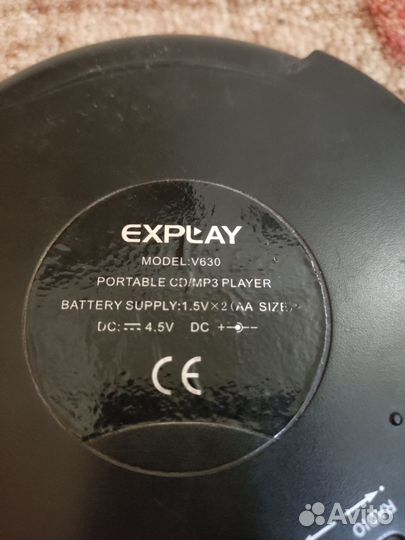 EXPLAY
MODEL:V630
PORTABLE CD/MP3 PLAYER
BATTERY SUPPLY:1.5V×2(AA SIZE)
DC: 4.5V DC + -
CE
Avito